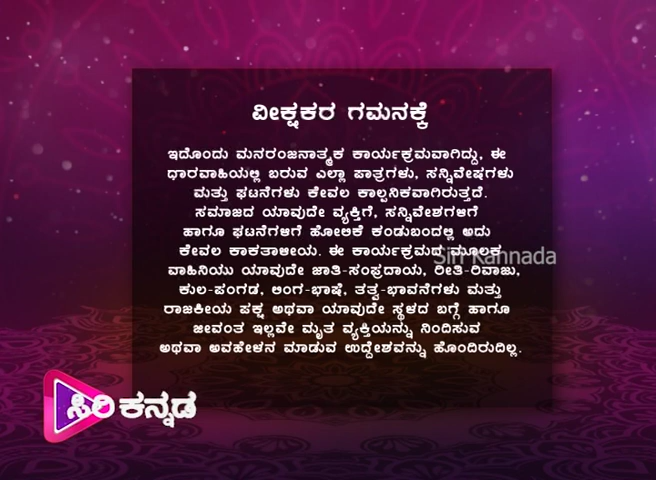 ವೀಕ್ಷಕರ ಗಮನಕ್ಕೆ
ಇದೊಂದು ಮನರಂಜನಾತ್ಮಕ ಕಾರ್ಯಕ್ರಮವಾಗಿದ್ದು, ಈ
ಧಾರವಾಹಿಯಲ್ಲಿ ಬರುವ ಎಲ್ಲಾ ಪಾತ್ರಗಳು, ಸನ್ನಿವೇಷಗಳು
ಮತ್ತು ಘಟನೆಗಳು ಕೇವಲ ಕಾಲ್ಪನಿಕವಾಗಿರುತ್ತದೆ.
ಸಮಾಜದ ಯಾವುದೇ ವ್ಯಕ್ತಿಗೆ, ಸನ್ನಿವೇಶಗಳಿಗೆ
ಹಾಗೂ ಘಟನೆಗಳಿಗೆ ಹೋಲಿಕೆ ಕಂಡುಬಂದಲ್ಲಿ ಅದು
ಕೇವಲ ಕಾಕತಾಳೀಯ. ಈ ಕಾರ್ಯಕ್ರಮದ ಮೂಲಕ
Siri Kannada
ವಾಹಿನಿಯು ಯಾವುದೇ ಜಾತಿ-ಸಂಪ್ರದಾಯ, ರೀತಿ-ರಿವಾಜು,
ಕುಲ-ಪಂಗಡ, ಲಿಂಗ-ಭಾಷೆ, ತತ್ವ-ಭಾವನೆಗಳು ಮತ್ತು
ರಾಜಕೀಯ ಪಕ್ಷ ಅಥವಾ ಯಾವುದೇ ಸ್ಥಳದ ಬಗ್ಗೆ ಹಾಗೂ
ಜೀವಂತ ಇಲ್ಲವೇ ಮೃತ ವ್ಯಕ್ತಿಯನ್ನು ನಿಂದಿಸುವ
ಅಥವಾ ಅವಹೇಳನ ಮಾಡುವ ಉದ್ದೇಶವನ್ನು ಹೊಂದಿರುದಿಲ್ಲ.
ಸಿರಿ ಕನ್ನಡ